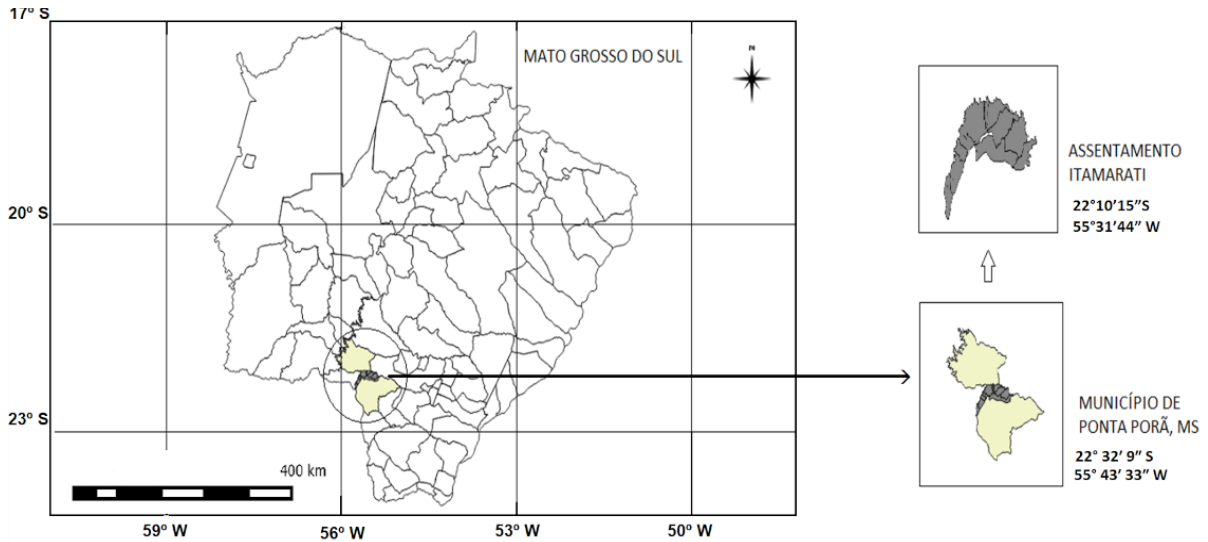 17º S
MATO GROSSO DO SUL
N
20º S
23º S
400 km
59º W
56º W
53º W
50º W
ASSENTAMENTO
ITAMARATI
22°10’15”S
55°31’44” W
MUNICÍPIO DE
PONTA PORÃ, MS
22° 32’ 9” S
55° 43’ 33” W